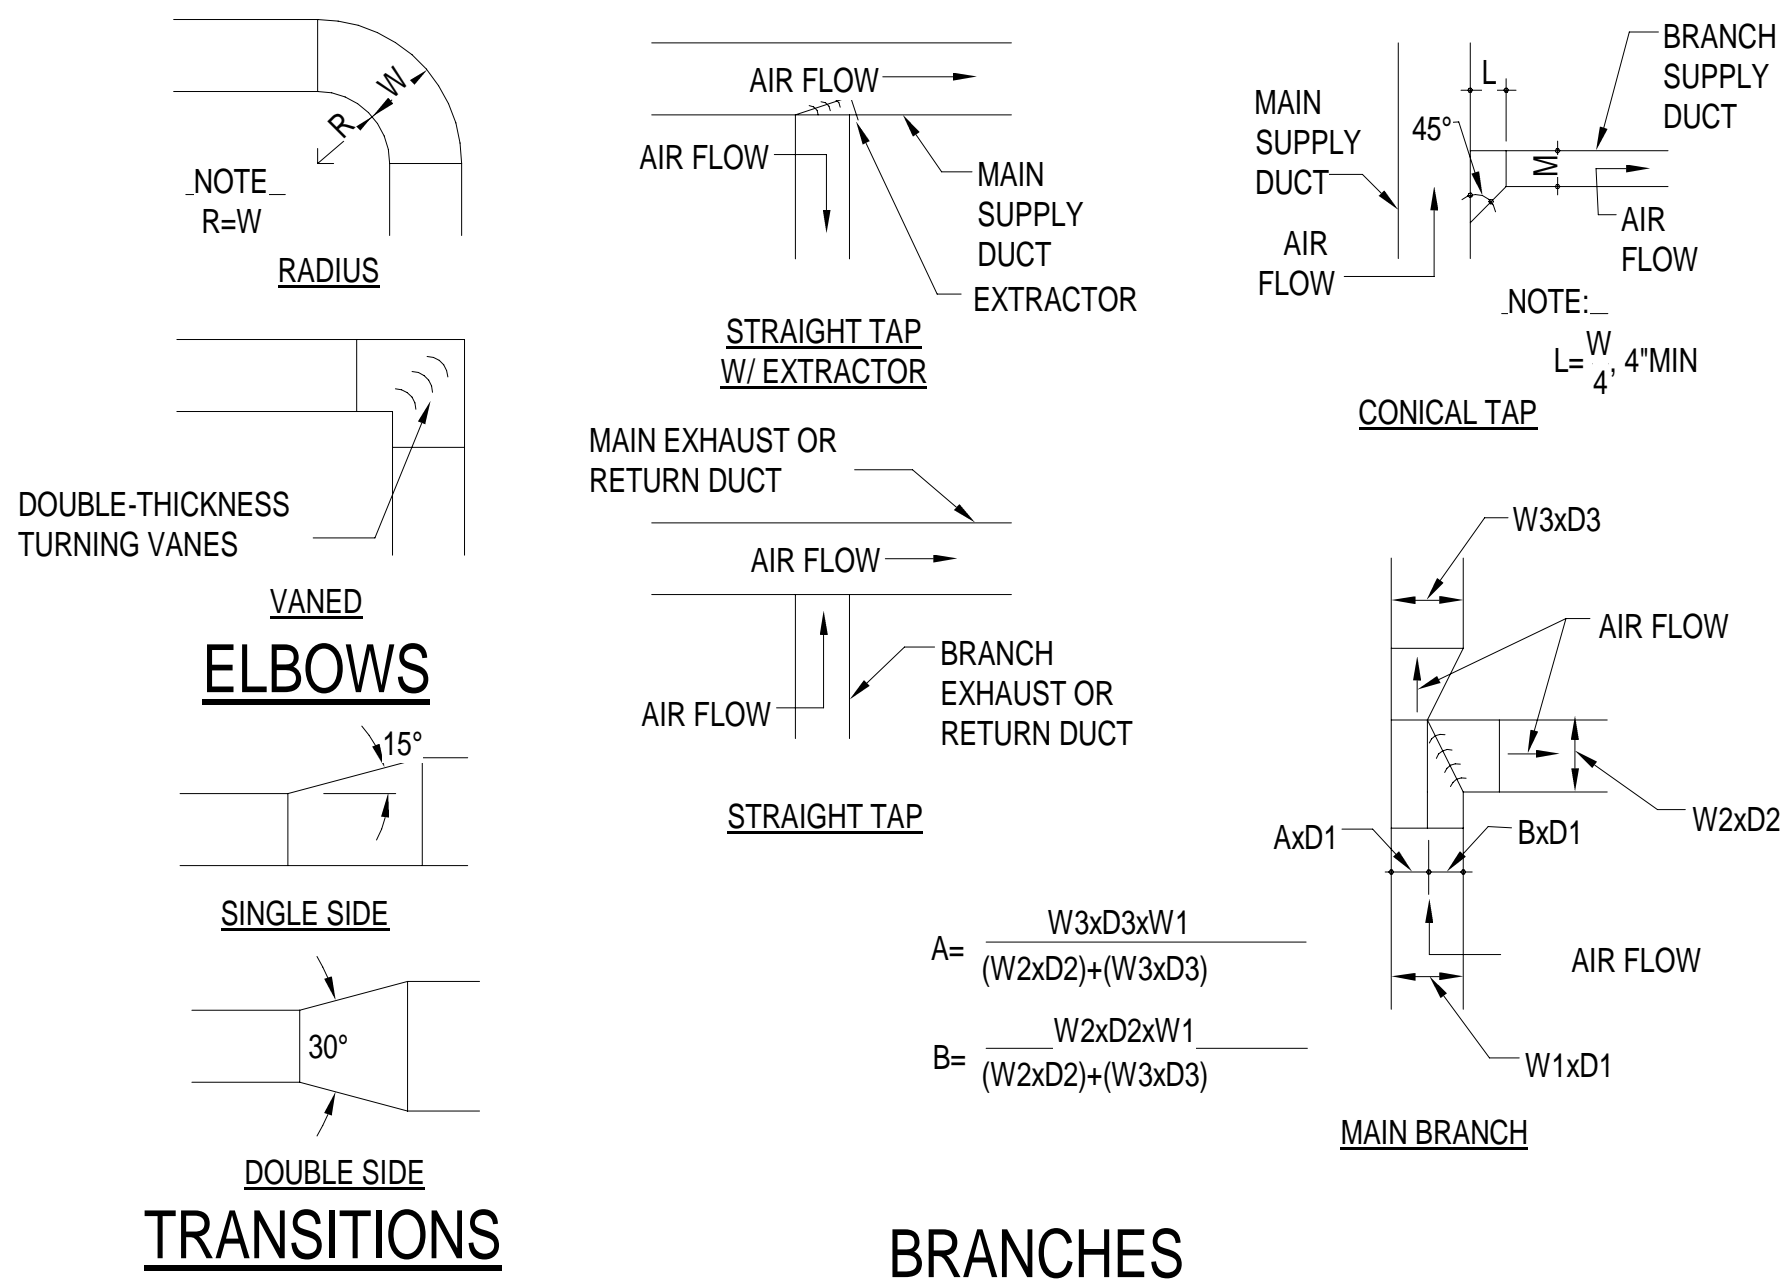 W
R
_NOTE_
R=W
RADIUS
DOUBLE-THICKNESS
TURNING VANES
VANED
ELBOWS
15°
SINGLE SIDE
30°
DOUBLE SIDE
TRANSITIONS
AIR FLOW
AIR FLOW
MAIN
SUPPLY
DUCT
EXTRACTOR
STRAIGHT TAP
W/ EXTRACTOR
MAIN EXHAUST OR
RETURN DUCT
AIR FLOW
AIR FLOW
BRANCH
EXHAUST OR
RETURN DUCT
STRAIGHT TAP
BRANCH
SUPPLY
DUCT
L
MAIN
SUPPLY
DUCT
45°
M
AIR
FLOW
AIR
FLOW
_NOTE:_
L=W/4, 4"MIN
CONICAL TAP
W3xD3
AIR FLOW
W2xD2
AxD1
BxD1
AIR FLOW
W1xD1
A=
W3xD3xW1
(W2xD2)+(W3xD3)
B=
W2xD2xW1
(W2xD2)+(W3xD3)
MAIN BRANCH
BRANCHES